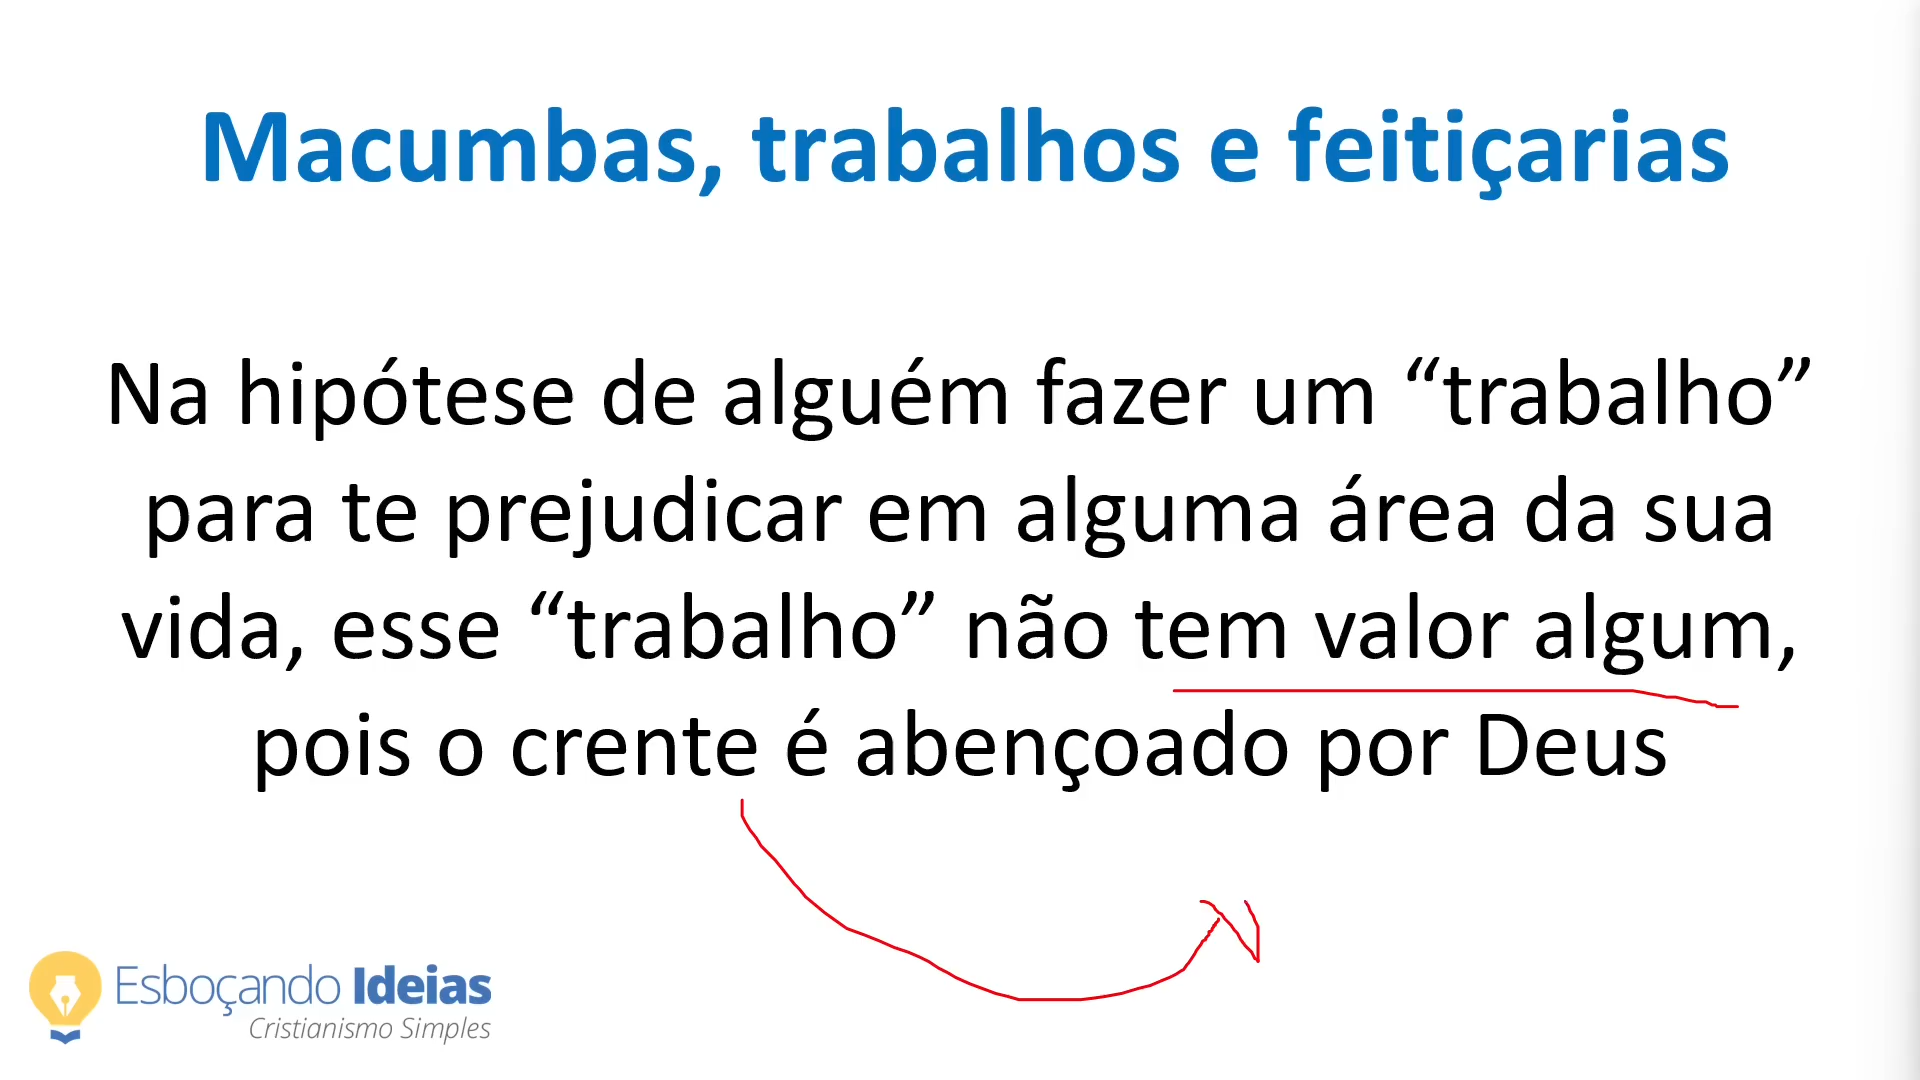 Macumbas, trabalhos e feitiçarias
Na hipótese de alguém fazer um “trabalho”
para te prejudicar em alguma área da sua
vida, esse “trabalho” não tem valor algum,
pois o crente é abençoado por Deus
Esboçando Ideias
Cristianismo Simples